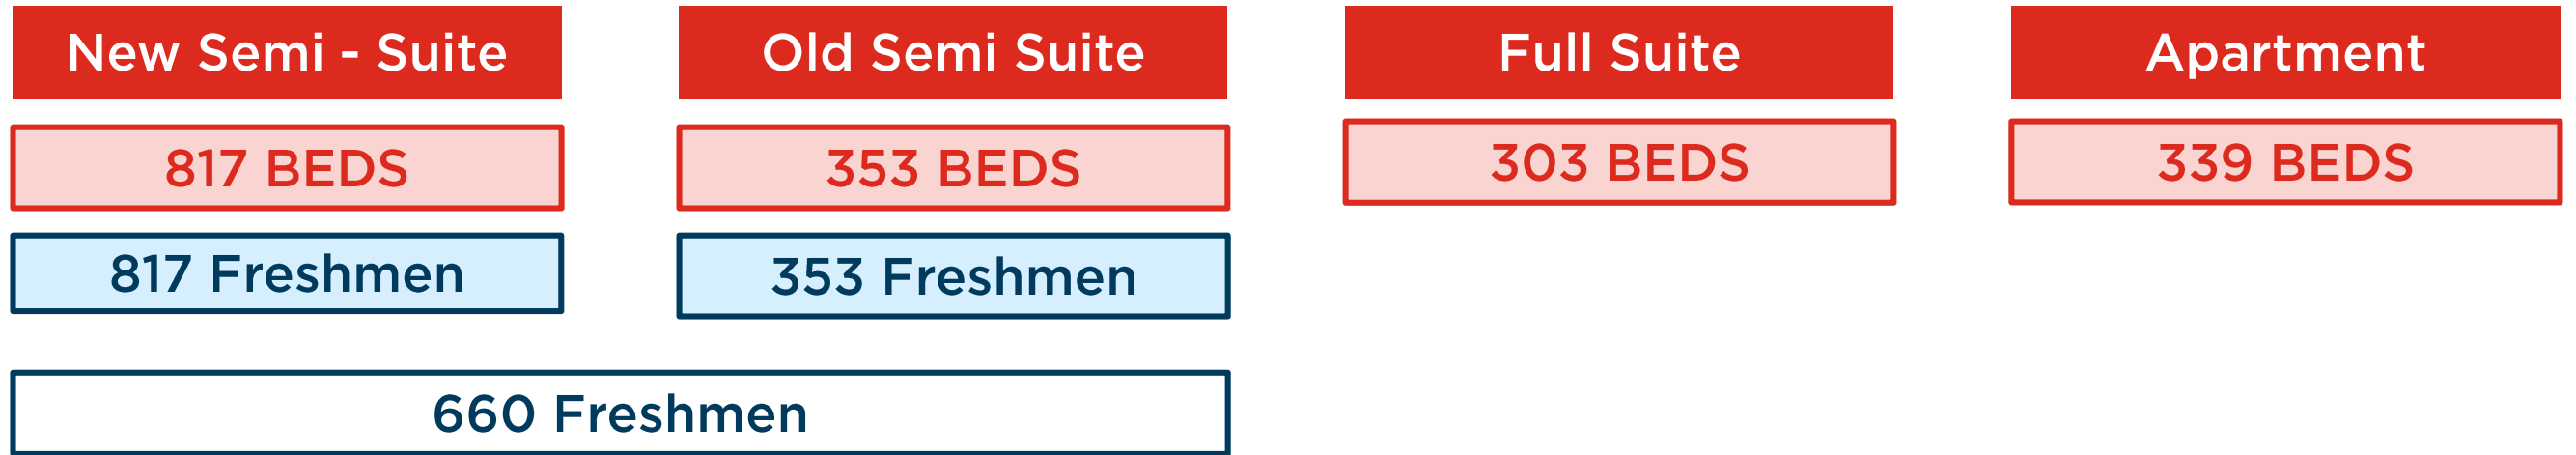 New Semi - Suite
Old Semi Suite
Full Suite
Apartment
817 BEDS
353 BEDS
303 BEDS
339 BEDS
817 Freshmen
353 Freshmen
660 Freshmen